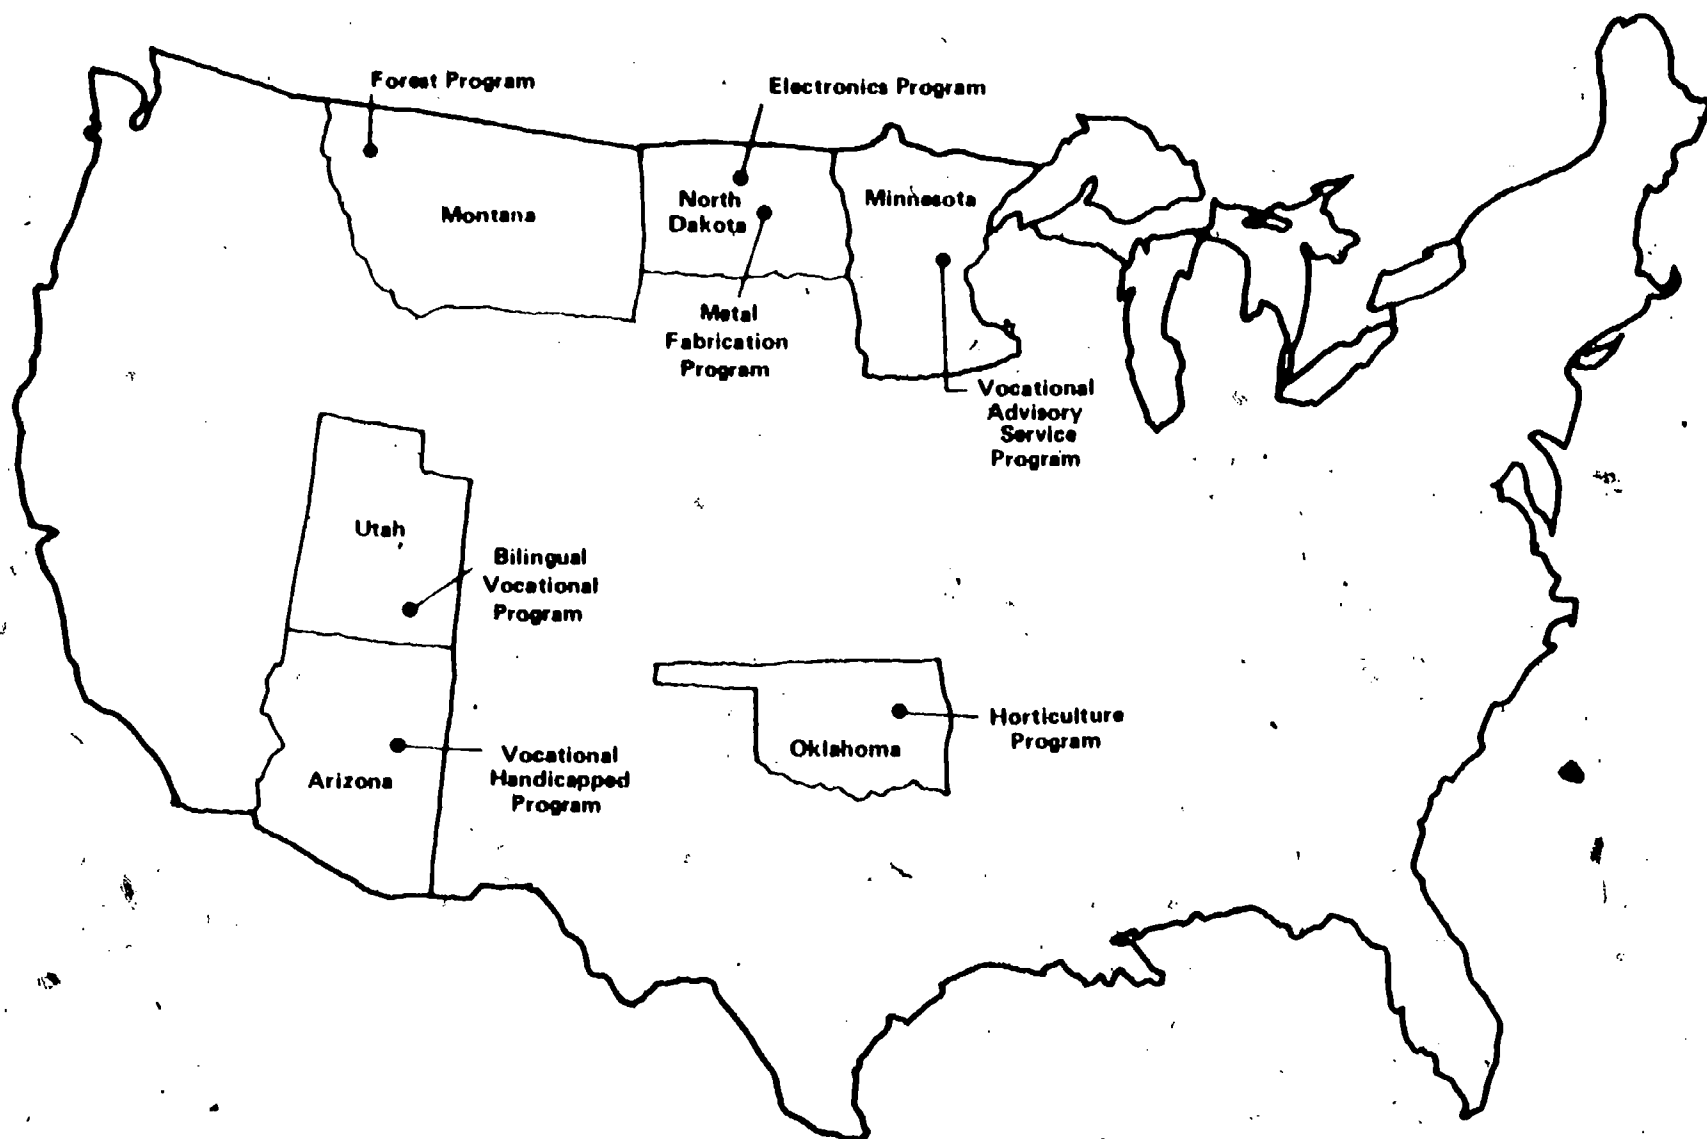 Forest Program
Electronics Program
Montana
North
Dakota
Minnesota
Metal
Fabrication
Program
Vocational
Advisory
Service
Program
Utah
Bilingual
Vocational
Program
Horticulture
Program
Oklahoma
Vocational
Handicapped
Program
Arizona